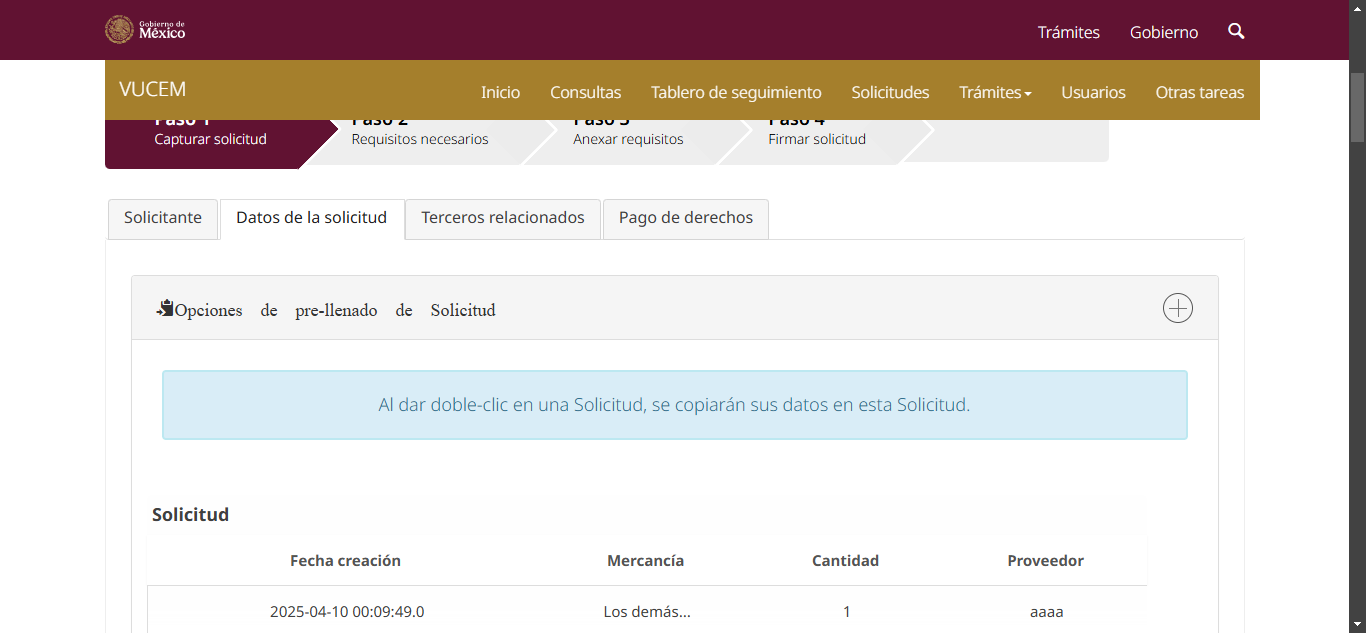 Gobierno de
México
Trámites
Gobierno
VUCEM
Inicio
Consultas
Tablero de seguimiento
Solicitudes
Trámites
Usuarios
Otras tareas
Paso 1
Capturar solicitud
Paso 2
Requisitos necesarios
Paso 3
Anexar requisitos
Paso 4
Firmar solicitud
Solicitante
Datos de la solicitud
Terceros relacionados
Pago de derechos
Opciones de pre-llenado de Solicitud
Al dar doble-clic en una Solicitud, se copiarán sus datos en esta Solicitud.
Solicitud
Fecha creación Mercancía Cantidad Proveedor
2025-04-10 00:09:49.0 Los demás... 1 aaaa